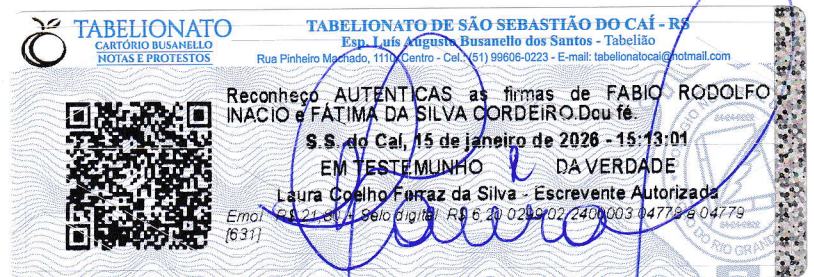 TABELIONATO
CARTÓRIO BUSANELLO
NOTAS E PROTESTOS
TABELIONATO DE SÃO SEBASTIÃO DO CAÍ - RS
Esp. Luís Augusto Busanello dos Santos - Tabelião
Rua Pinheiro Machado, 1110, Centro - Cel.: (51) 99606-0223 - E-mail: tabelionatocai@hotmail.com
Reconheço AUTÊNTICAS as firmas de FABIO RODOLFO
INACIO e FÁTIMA DA SILVA CORDEIRO.Dou fé.
S.S. do Caí, 15 de janeiro de 2026 - 15:13:01
EM TESTEMUNHO DA VERDADE
Laura Coelho Ferraz da Silva - Escrevente Autorizada
Emol R$ 21,80 + Selo digital R$ 6,20 0299.02.2400003.04778 a 04779
[631]
Laura